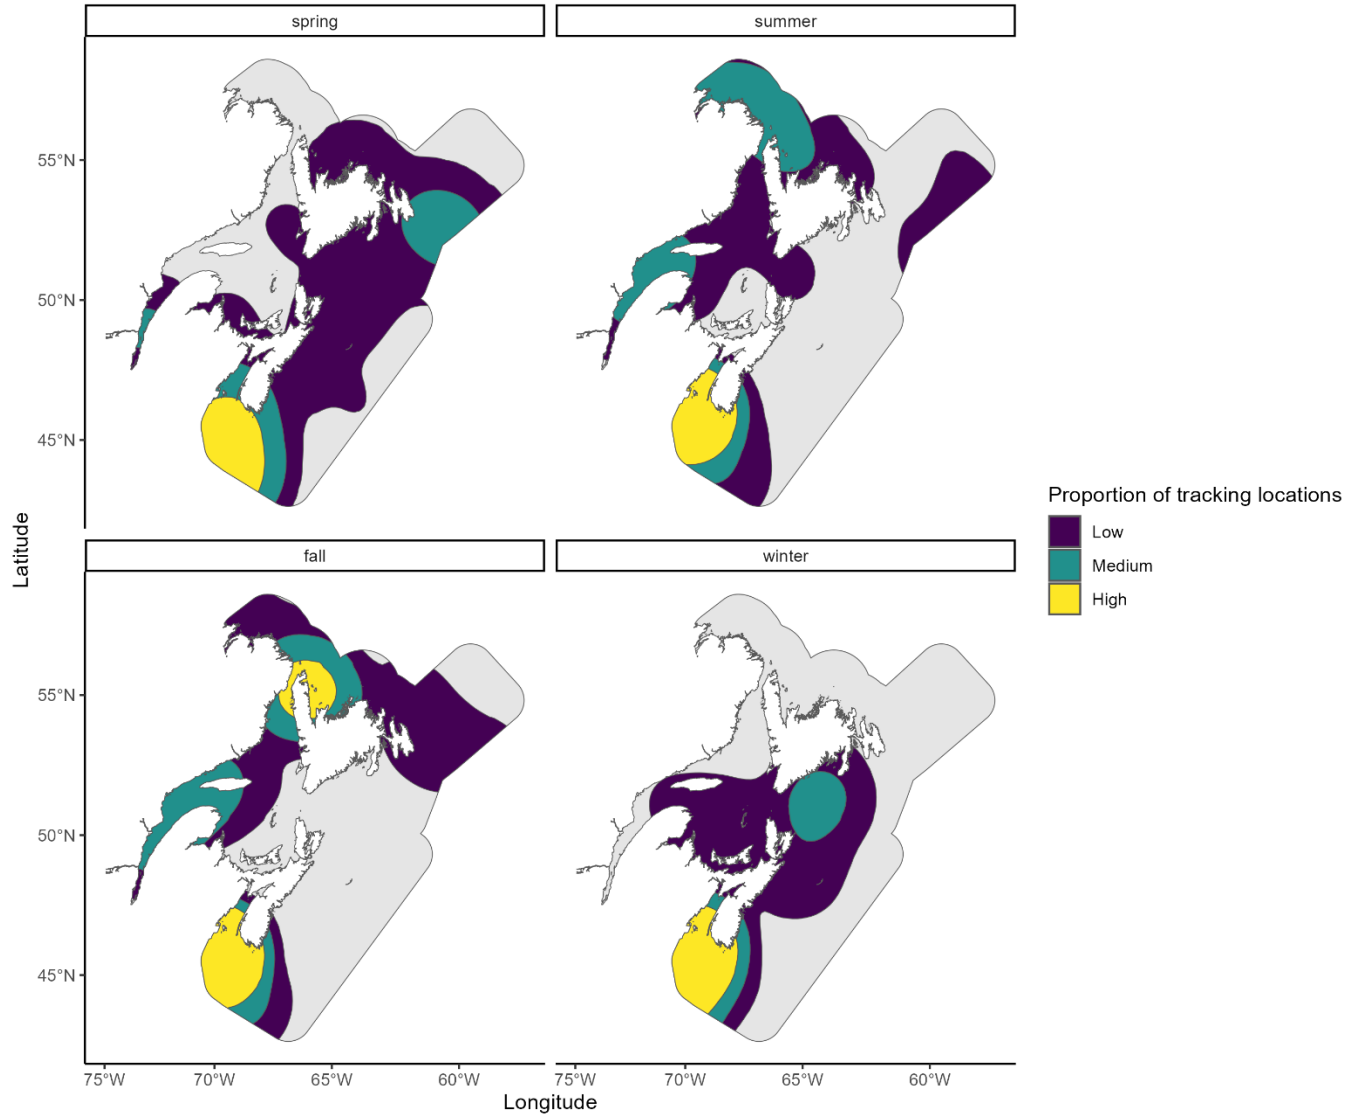 spring
summer
55°N
50°N
45°N
Latitude
Proportion of tracking locations
Low
Medium
High
fall
winter
55°N
50°N
45°N
75°W 70°W 65°W 60°W 75°W 70°W 65°W 60°W
Longitude